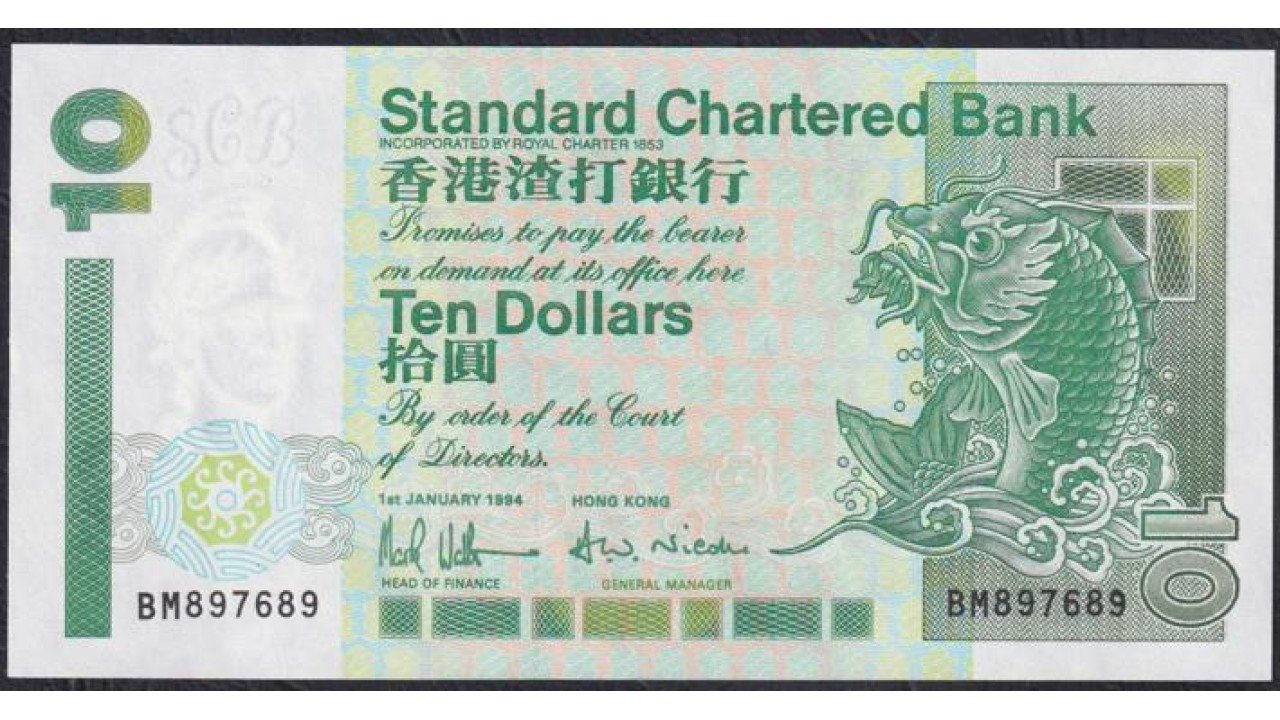 10
SCB
Standard Chartered Bank
INCORPORATED BY ROYAL CHARTER 1853
香港渣打銀行
Promises to pay the bearer
on demand at its office here
Ten Dollars
拾圓
By order of the Court
of Directors.
1st JANUARY 1994 HONG KONG
HEAD OF FINANCE GENERAL MANAGER
BM897689 BM897689
10